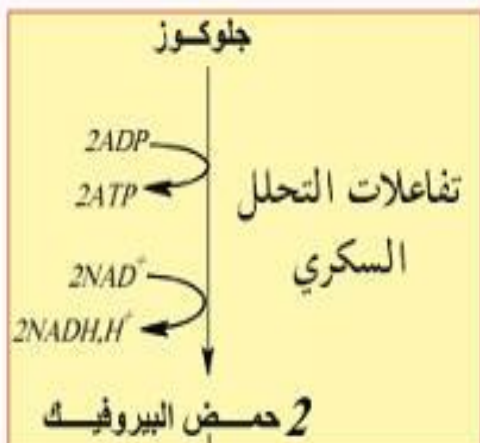 جلوكوز
2ADP
2ATP
تفاعلات التحلل
السكري
2NAD⁺
2NADH,H⁺
2 حمض البيروفيك